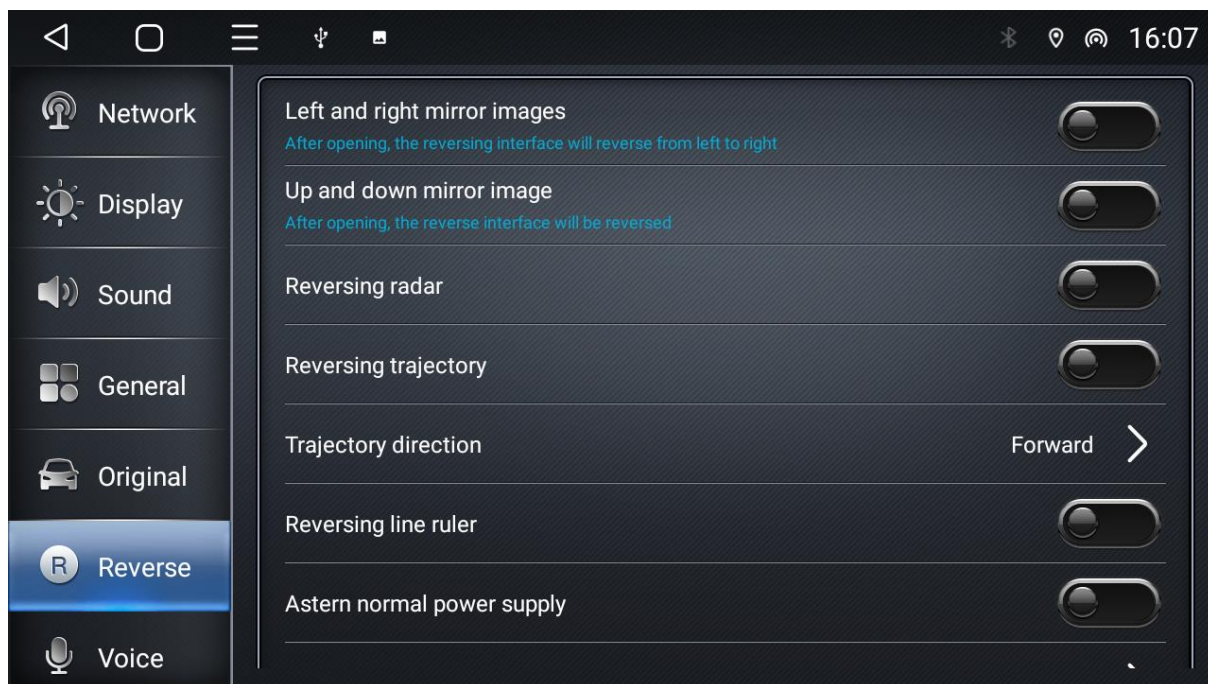 16:07
Network
Display
Sound
General
Original
R Reverse
Voice
Left and right mirror images
After opening, the reversing interface will reverse from left to right
Up and down mirror image
After opening, the reverse interface will be reversed
Reversing radar
Reversing trajectory
Trajectory direction Forward
Reversing line ruler
Astern normal power supply